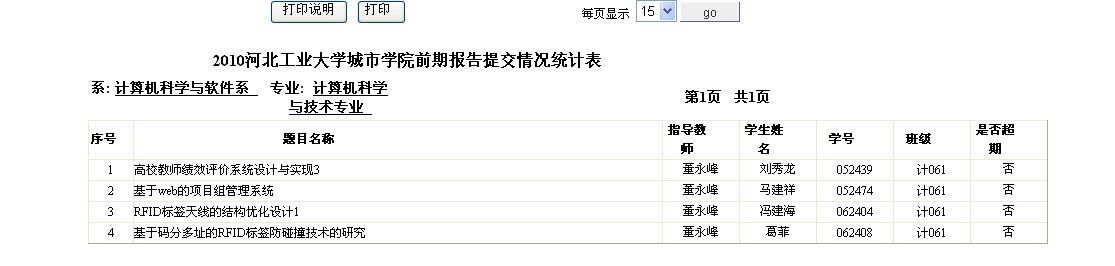 打印说明 打印 每页显示 15 go
2010河北工业大学城市学院前期报告提交情况统计表
系: 计算机科学与软件系 专业: 计算机科学
与技术专业
第1页 共1页
序号 题目名称 指导教师 学生姓名 学号 班级 是否超期
1 高校教师绩效评价系统设计与实现3 董永峰 刘秀龙 052439 计061 否
2 基于web的项目组管理系统 董永峰 马建祥 052474 计061 否
3 RFID标签天线的结构优化设计1 董永峰 冯建海 062404 计061 否
4 基于码分多址的RFID标签防碰撞技术的研究 董永峰 葛菲 062408 计061 否